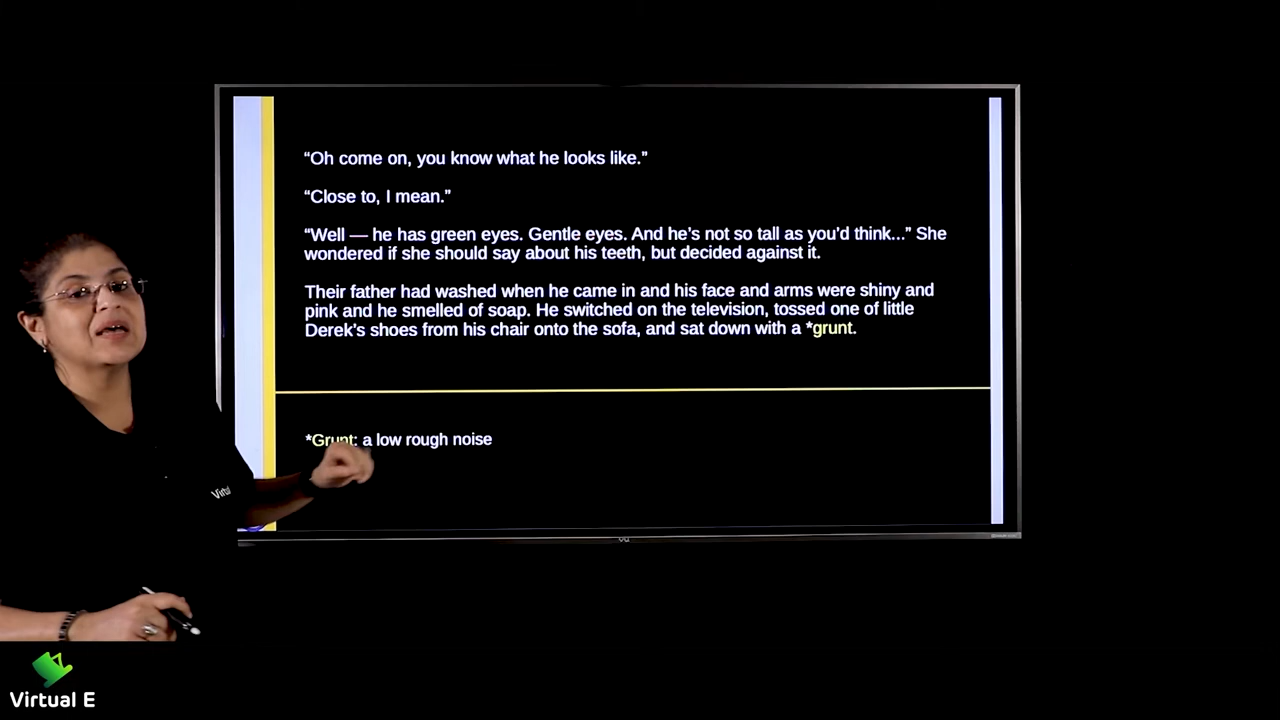 “Oh come on, you know what he looks like.”
“Close to, I mean.”
“Well — he has green eyes. Gentle eyes. And he’s not so tall as you’d think...” She
wondered if she should say about his teeth, but decided against it.
Their father had washed when he came in and his face and arms were shiny and
pink and he smelled of soap. He switched on the television, tossed one of little
Derek’s shoes from his chair onto the sofa, and sat down with a *grunt.
*Grunt: a low rough noise
Virtual
vu
Virtual E